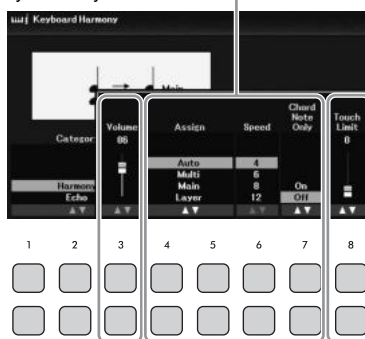 Keyboard Harmony
Main
Chord
Note
Only
Touch
Limit
Volume
Assign
Speed
86
0
Categor
Auto
4
Multi
6
Harmony
Main
8
On
Echo
Layer
12
Off
1 2 3 4 5 6 7 8